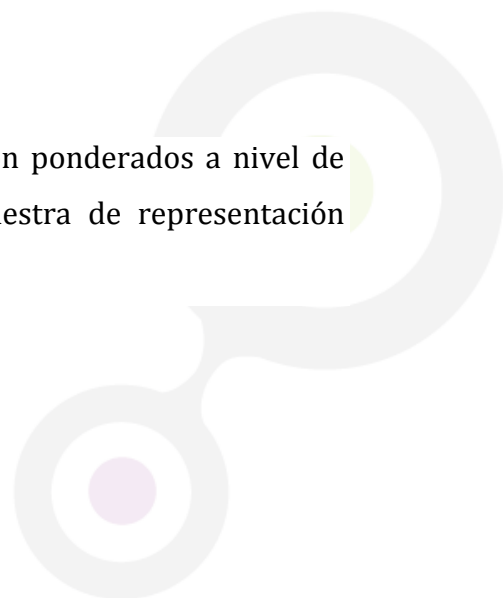 n ponderados a nivel de
estra de representación